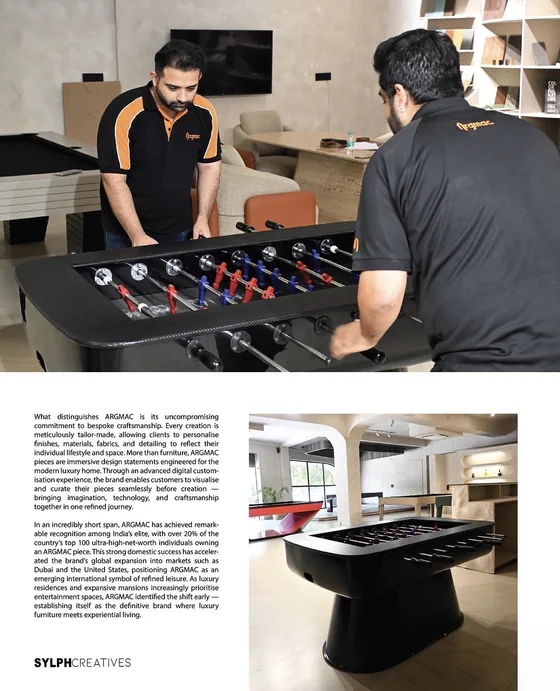 Argmac
Argmac
What distinguishes ARGMAC is its uncompromising
commitment to bespoke craftsmanship. Every creation is
meticulously tailor-made, allowing clients to personalise
finishes, materials, fabrics, and detailing to reflect their
individual lifestyle and space. More than furniture, ARGMAC
pieces are immersive design statements engineered for the
modern luxury home. Through an advanced digital custom-
isation experience, the brand enables customers to visualise
and curate their pieces seamlessly before creation —
bringing imagination, technology, and craftsmanship
together in one refined journey.
In an incredibly short span, ARGMAC has achieved remark-
able recognition among India's elite, with over 20% of the
country's top 100 ultra-high-net-worth individuals owning
an ARGMAC piece. This strong domestic success has acceler-
ated the brand's global expansion into markets such as
Dubai and the United States, positioning ARGMAC as an
emerging international symbol of refined leisure. As luxury
residences and expansive mansions increasingly prioritise
entertainment spaces, ARGMAC identified the shift early —
establishing itself as the definitive brand where luxury
furniture meets experiential living.
SYLPHCREATIVES